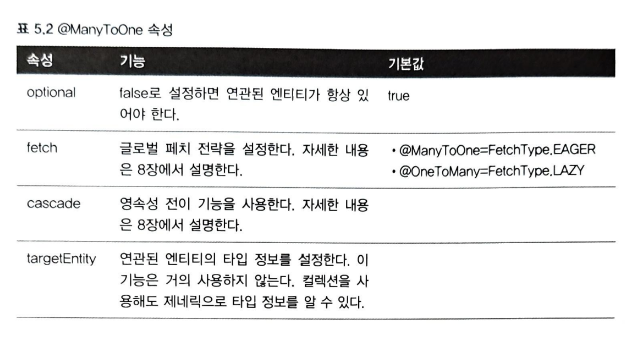 표 5.2 @ManyToOne 속성
속성 기능 기본값
optional false로 설정하면 연관된 엔티티가 항상 있 true
어야 한다.
fetch 글로벌 페치 전략을 설정한다. 자세한 내용 • @ManyToOne=FetchType.EAGER
은 8장에서 설명한다. • @OneToMany=FetchType.LAZY
cascade 영속성 전이 기능을 사용한다. 자세한 내용
은 8장에서 설명한다.
targetEntity 연관된 엔티티의 타입 정보를 설정한다. 이
기능은 거의 사용하지 않는다. 컬렉션을 사
용해도 제네릭으로 타입 정보를 알 수 있다.